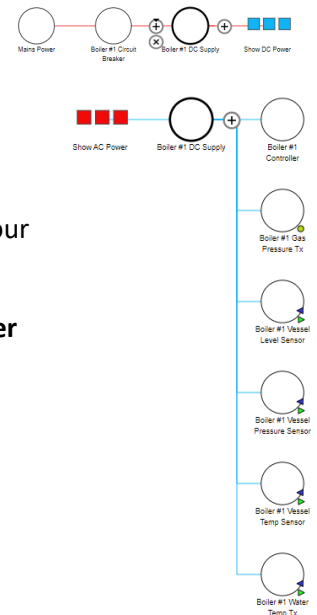 Mains Power
Boiler #1 Circuit
Breaker
Boiler #1 DC Supply
Show DC Power
Show AC Power
Boiler #1 DC Supply
Boiler #1
Controller
our
Boiler #1 Gas
Pressure Tx
er
Boiler #1 Vessel
Level Sensor
Boiler #1 Vessel
Pressure Sensor
Boiler #1 Vessel
Temp Sensor
Boiler #1 Water
Temp Tx